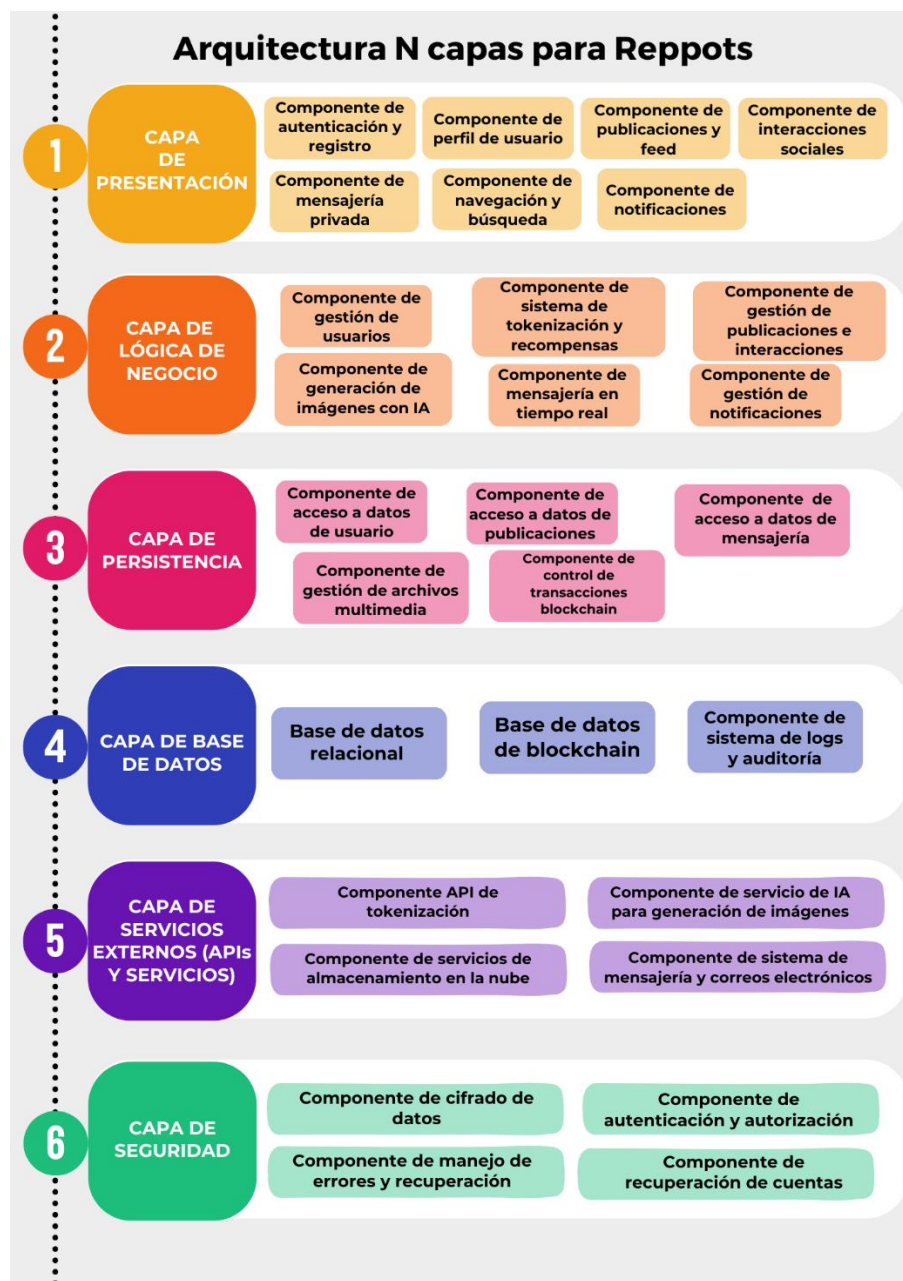 Arquitectura N capas para Reppots
1
CAPA
DE
PRESENTACIÓN
Componente de
autenticación y
registro
Componente de
perfil de usuario
Componente de
publicaciones y
feed
Componente de
interacciones
sociales
Componente de
mensajería
privada
Componente de
navegación y
búsqueda
Componente de
notificaciones
2
CAPA DE
LÓGICA DE
NEGOCIO
Componente de
gestión de
usuarios
Componente de
sistema de
tokenización y
recompensas
Componente de
gestión de
publicaciones e
interacciones
Componente de
generación de
imágenes con IA
Componente de
mensajería en
tiempo real
Componente de
gestión de
notificaciones
3
CAPA DE
PERSISTENCIA
Componente de
acceso a datos
de usuario
Componente de
acceso a datos de
publicaciones
Componente de
acceso a datos de
mensajería
Componente de
gestión de archivos
multimedia
Componente de
control de
transacciones
blockchain
4
CAPA DE BASE
DE DATOS
Base de datos
relacional
Base de datos
de blockchain
Componente de
sistema de logs
y auditoría
5
CAPA DE
SERVICIOS
EXTERNOS (APIs
Y SERVICIOS)
Componente API de
tokenización
Componente de servicio de IA
para generación de imágenes
Componente de servicios de
almacenamiento en la nube
Componente de sistema de
mensajería y correos electrónicos
6
CAPA DE
SEGURIDAD
Componente de cifrado de
datos
Componente de
autenticación y autorización
Componente de manejo de
errores y recuperación
Componente de
recuperación de cuentas